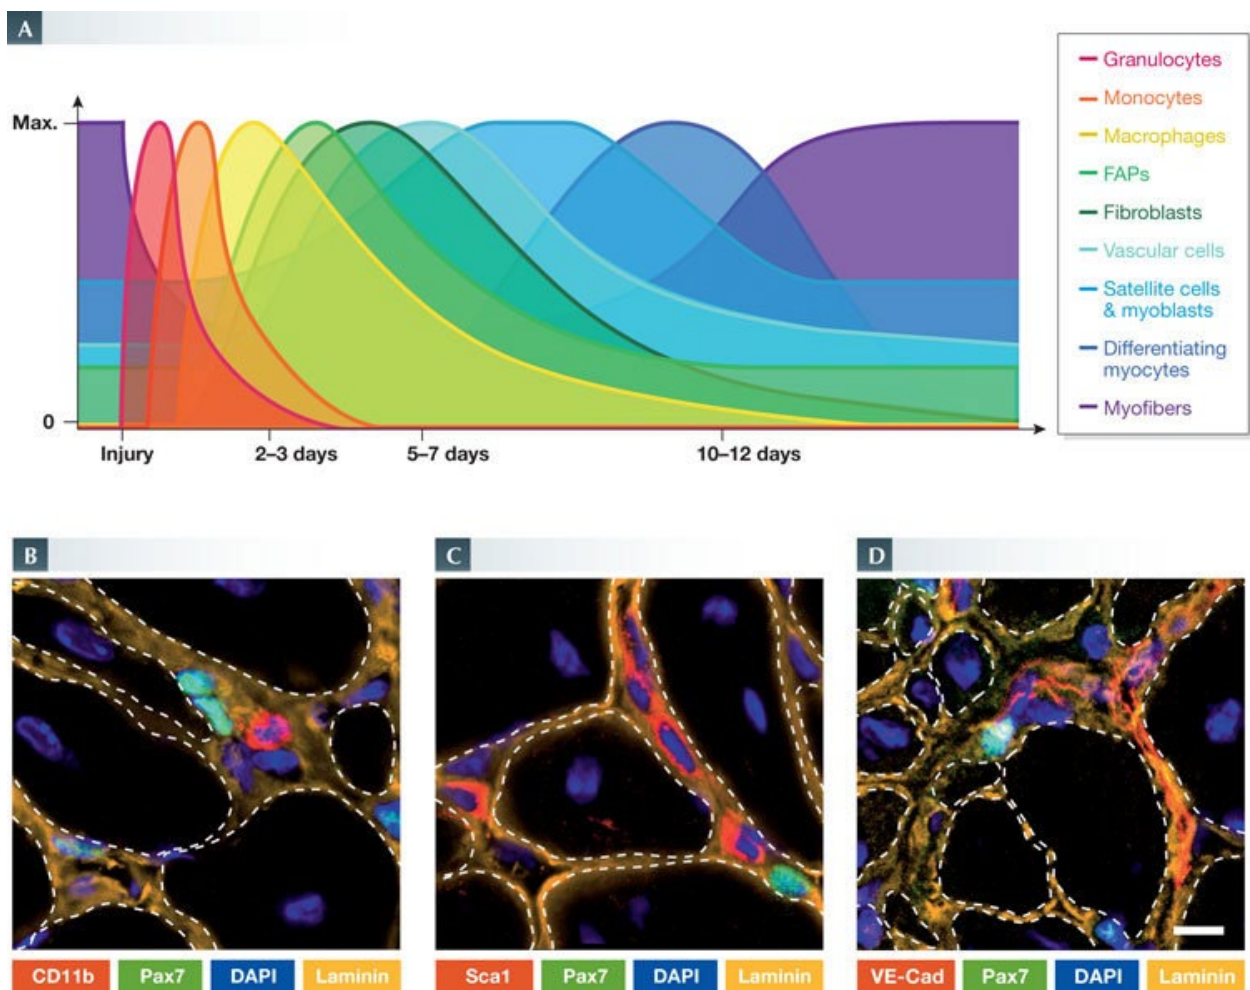 A
Max.
0
Injury
2–3 days
5–7 days
10–12 days
Granulocytes
Monocytes
Macrophages
FAPs
Fibroblasts
Vascular cells
Satellite cells
& myoblasts
Differentiating
myocytes
Myofibers
B
C
D
CD11b Pax7 DAPI Laminin
Sca1 Pax7 DAPI Laminin
VE-Cad Pax7 DAPI Laminin